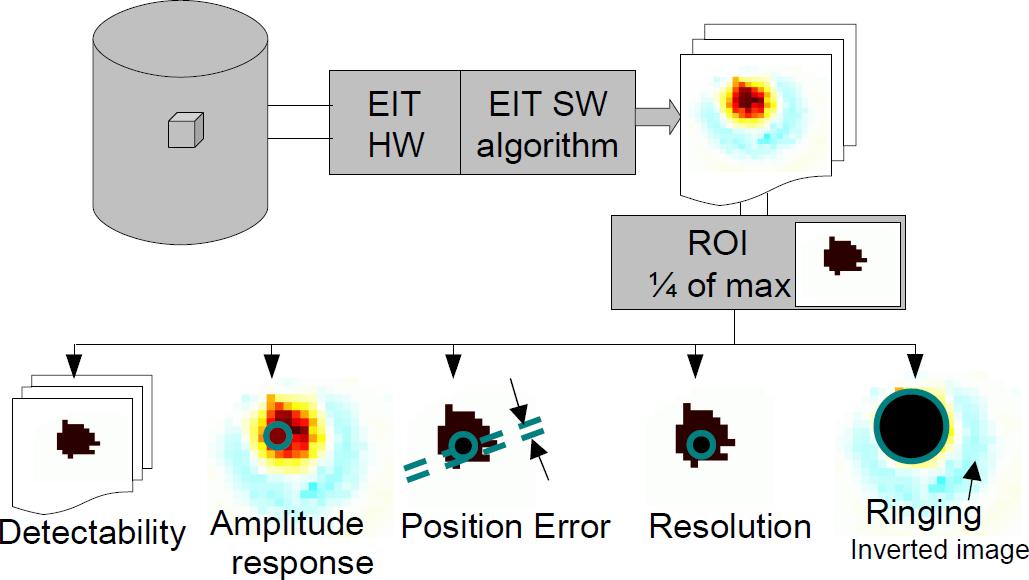 EIT
HW
EIT SW
algorithm
ROI
¼ of max
Detectability
Amplitude
response
Position Error
Resolution
Ringing
Inverted image